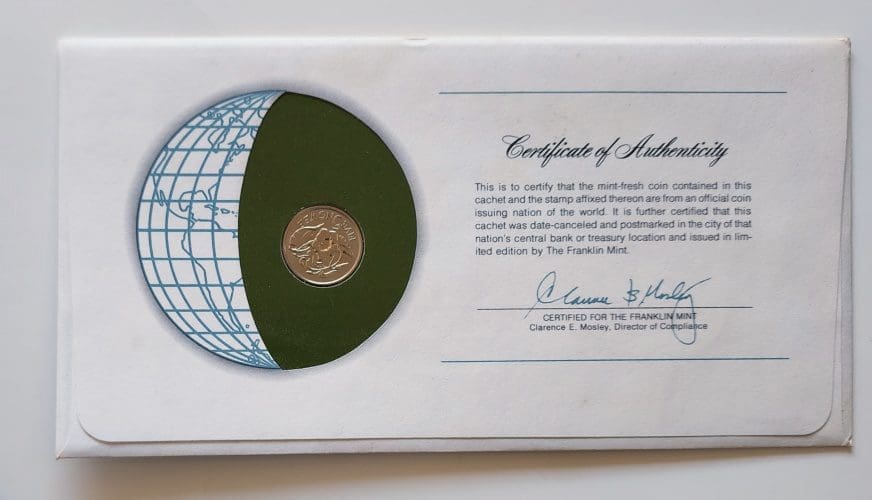 Certificate of Authenticity
This is to certify that the mint-fresh coin contained in this
cachet and the stamp affixed thereon are from an official coin
issuing nation of the world. It is further certified that this
cachet was date-canceled and postmarked in the city of that
nation's central bank or treasury location and issued in lim-
ited edition by The Franklin Mint.
CERTIFIED FOR THE FRANKLIN MINT
Clarence E. Mosley, Director of Compliance